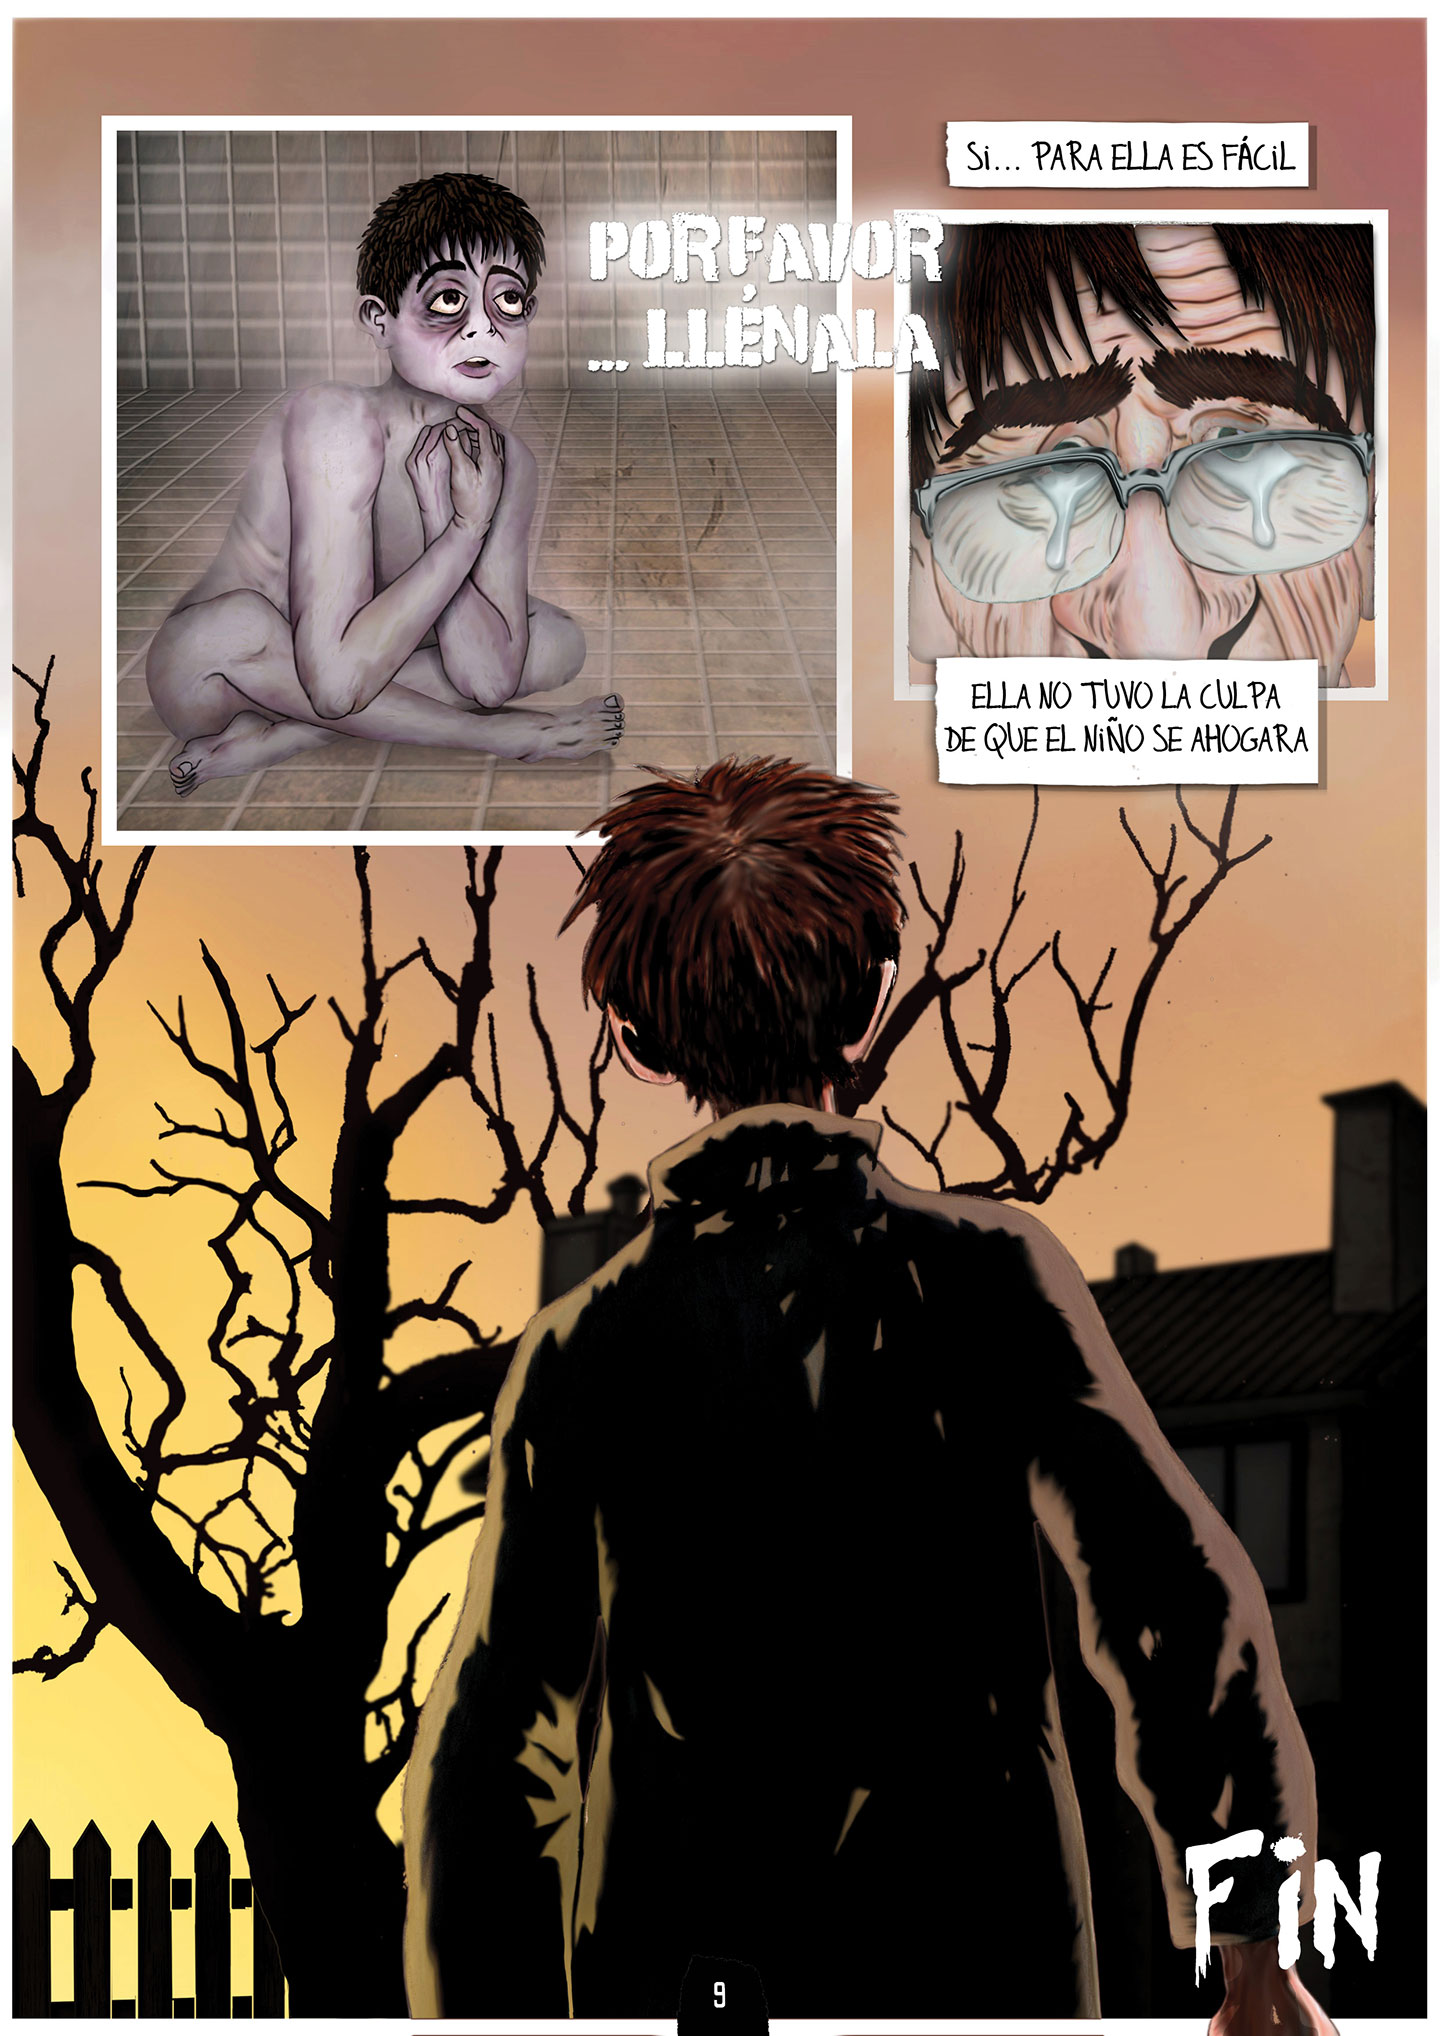 PORFAVOR
... LLÉNALA
Si... PARA ELLA ES FÁCiL
ELLA NO TUVO LA CULPA
DE QUE EL NiÑO SE AHOGARA
FiN
9